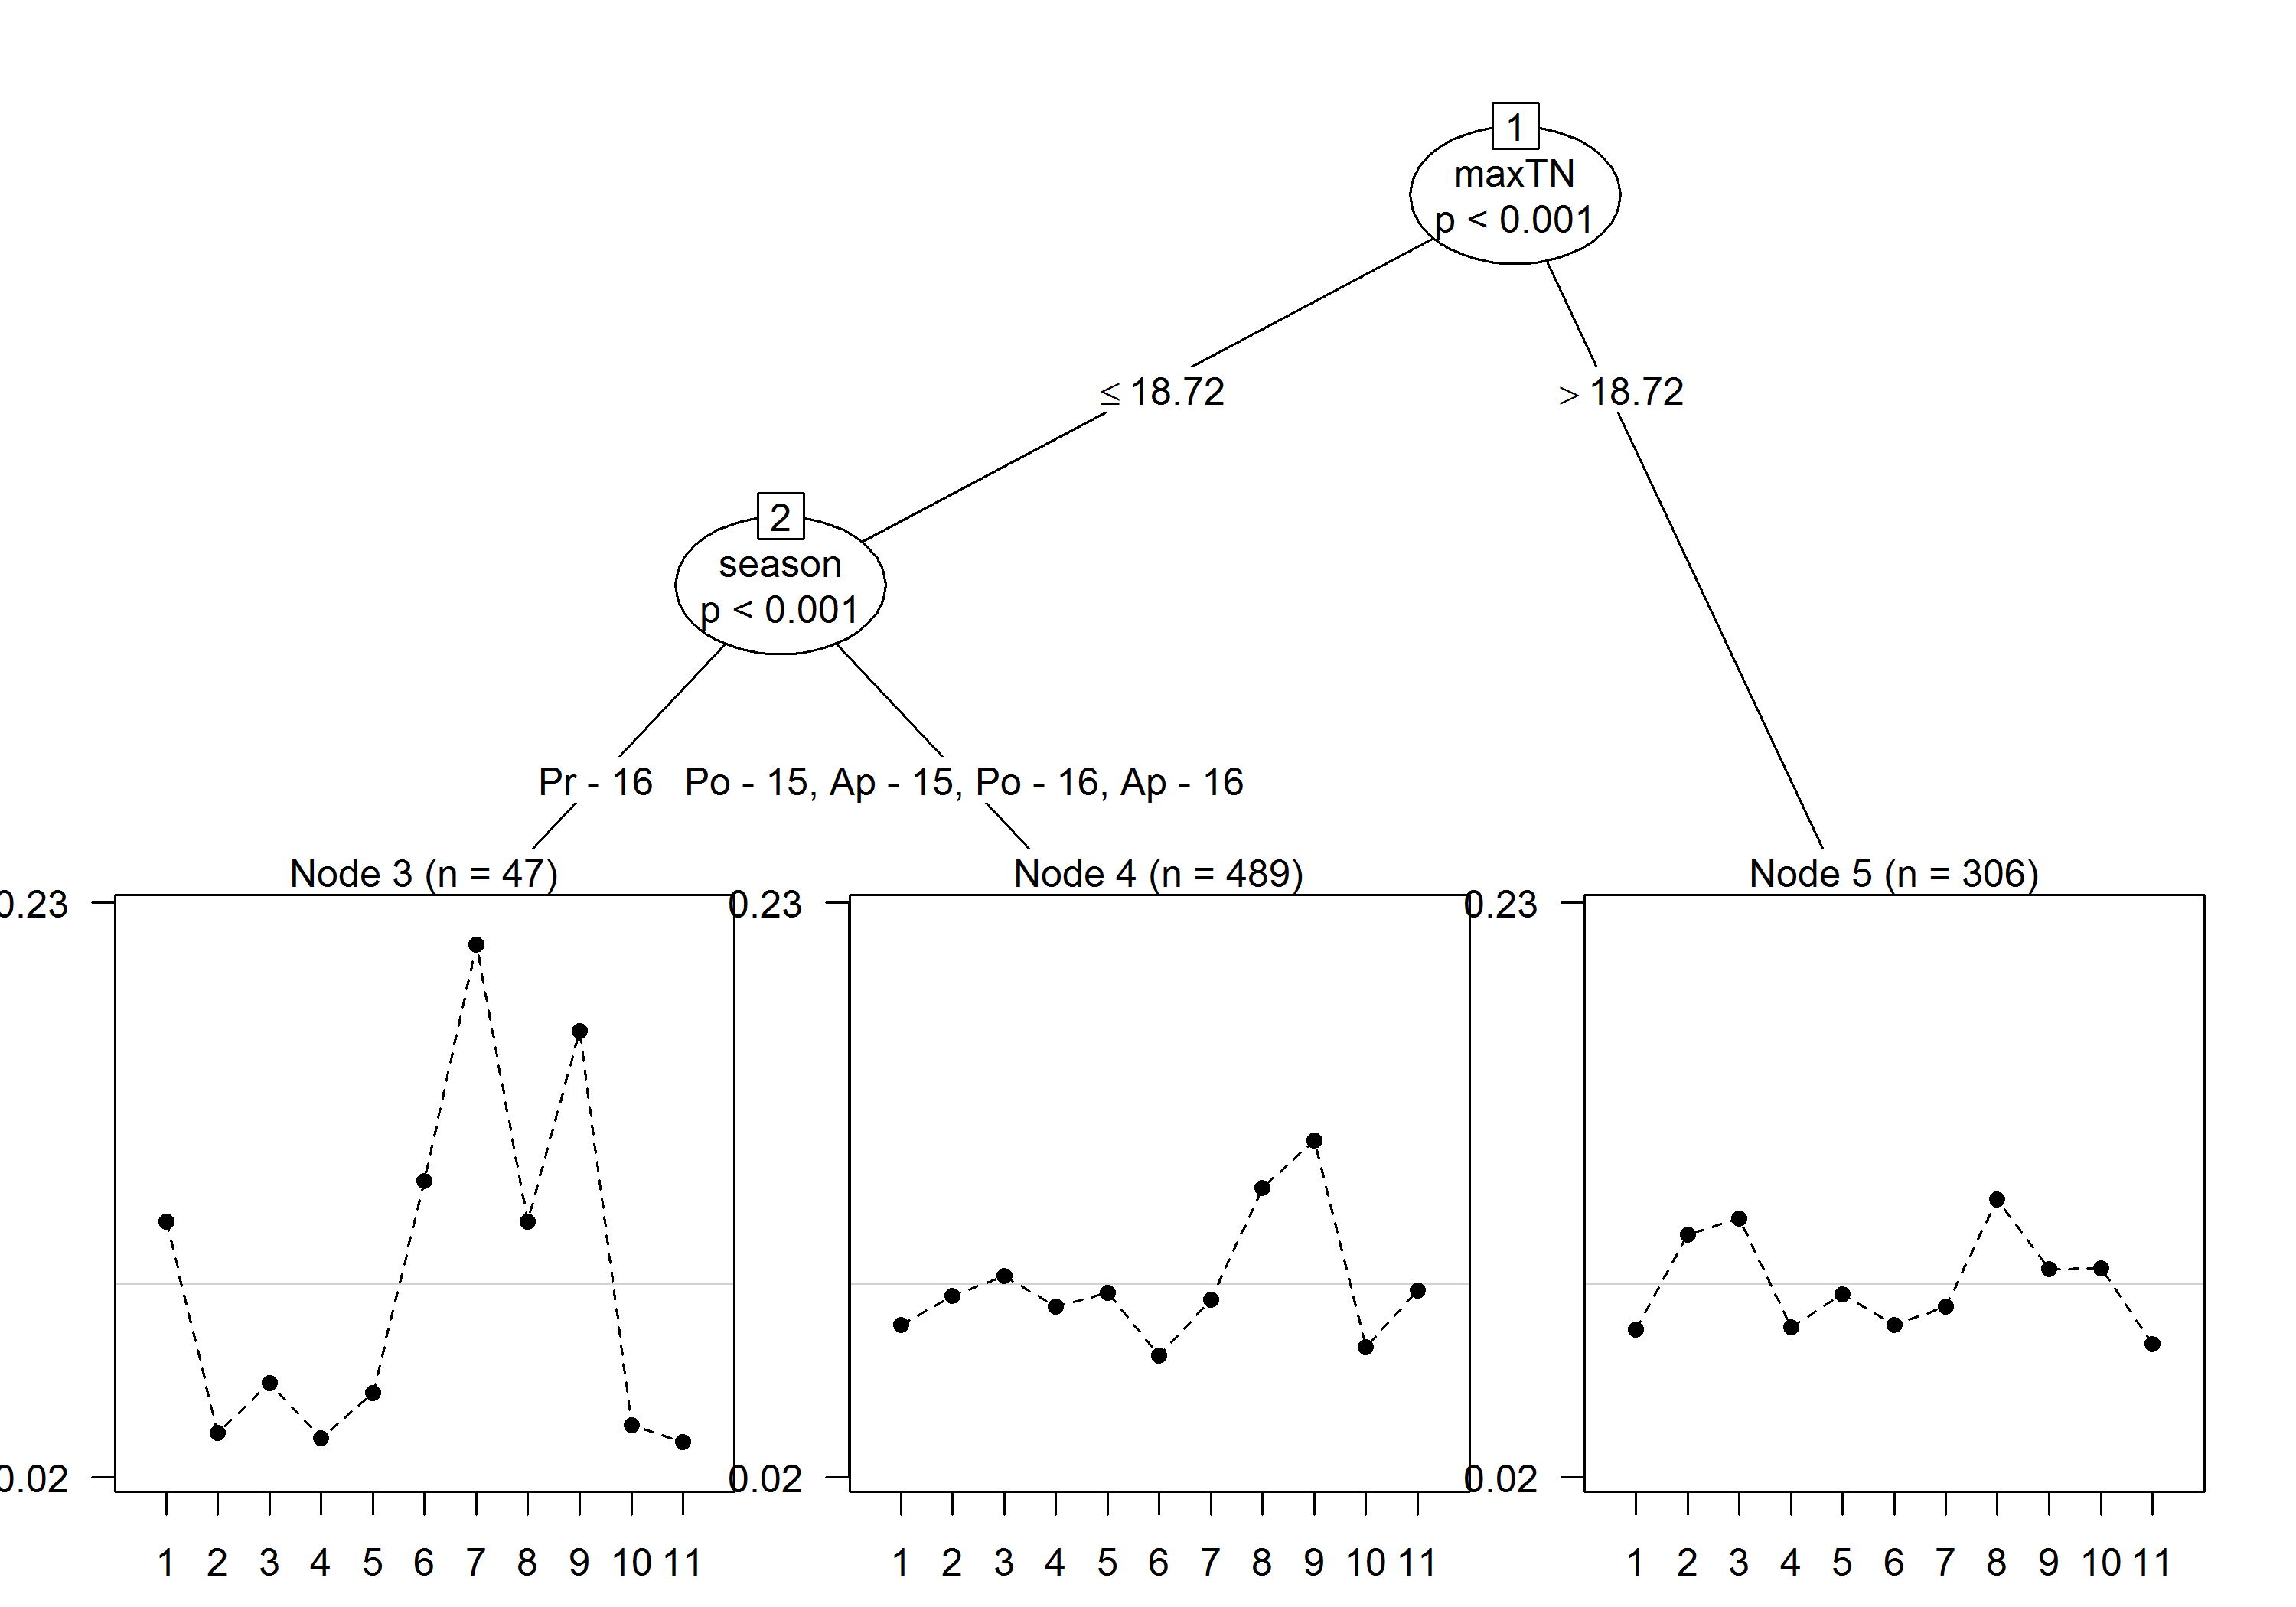 1
maxTN
p < 0.001
≤ 18.72
> 18.72
2
season
p < 0.001
Pr - 16
Po - 15, Ap - 15, Po - 16, Ap - 16
Node 3 (n = 47)
0.23
0.02
1 2 3 4 5 6 7 8 9 10 11
Node 4 (n = 489)
0.23
0.02
1 2 3 4 5 6 7 8 9 10 11
Node 5 (n = 306)
0.23
0.02
1 2 3 4 5 6 7 8 9 10 11